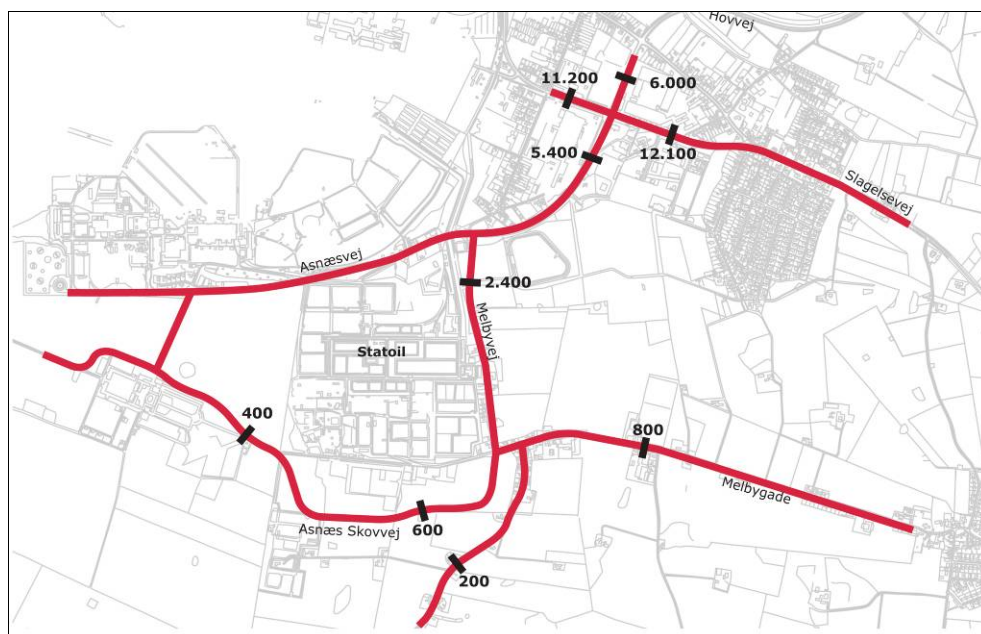 Hovvej
11.200
6.000
5.400
12.100
Slagelsevej
Asnæsvej
2.400
Melbyvej
Statoil
400
800
Melbygade
Asnæs Skovvej
600
200